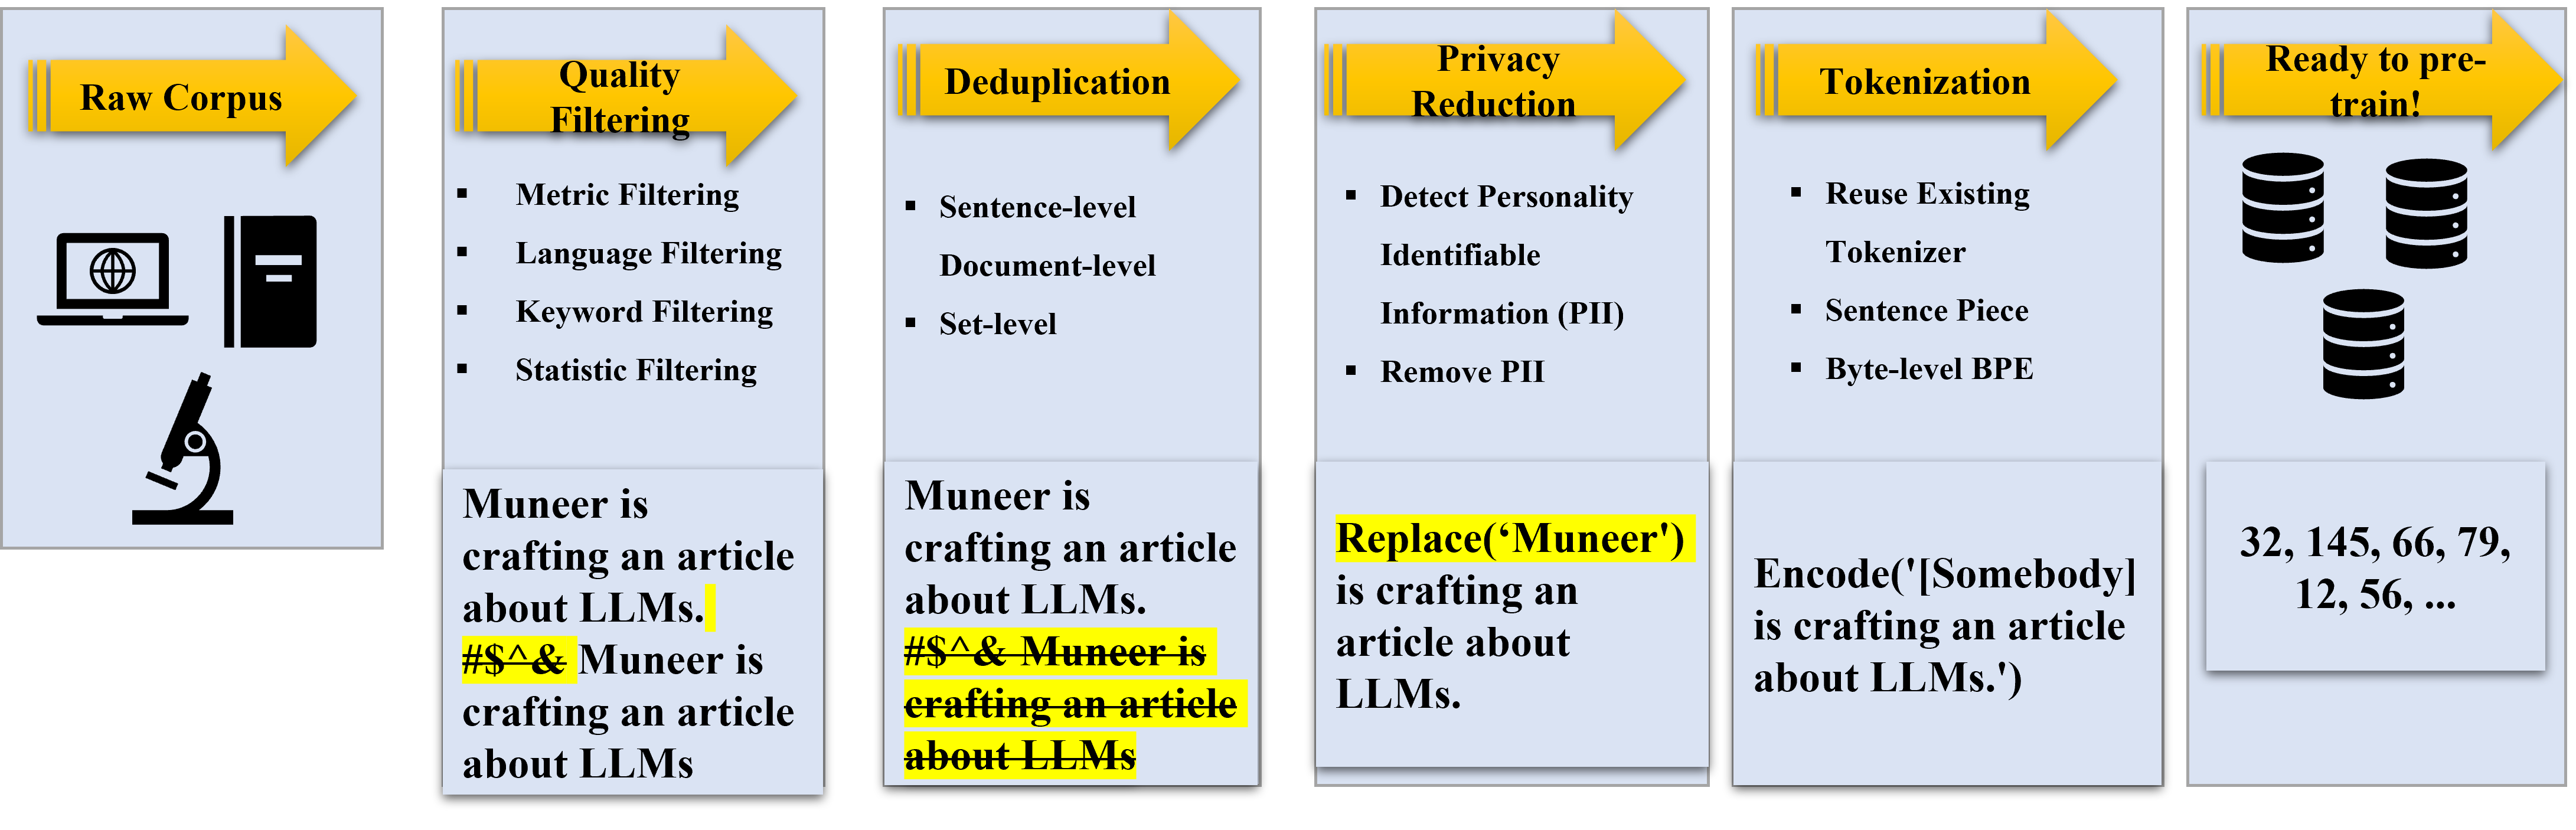 Raw Corpus
Quality
Filtering
▪ Metric Filtering
▪ Language Filtering
▪ Keyword Filtering
▪ Statistic Filtering
Muneer is
crafting an article
about LLMs.
#$^& Muneer is
crafting an article
about LLMs
Deduplication
▪ Sentence-level
Document-level
▪ Set-level
Muneer is
crafting an article
about LLMs.
#$^& Muneer is
crafting an article
about LLMs
Privacy
Reduction
▪ Detect Personality
Identifiable
Information (PII)
▪ Remove PII
Replace(‘Muneer')
is crafting an
article about
LLMs.
Tokenization
▪ Reuse Existing
Tokenizer
▪ Sentence Piece
▪ Byte-level BPE
Encode('[Somebody]
is crafting an article
about LLMs.')
Ready to pre-
train!
32, 145, 66, 79,
12, 56, ...